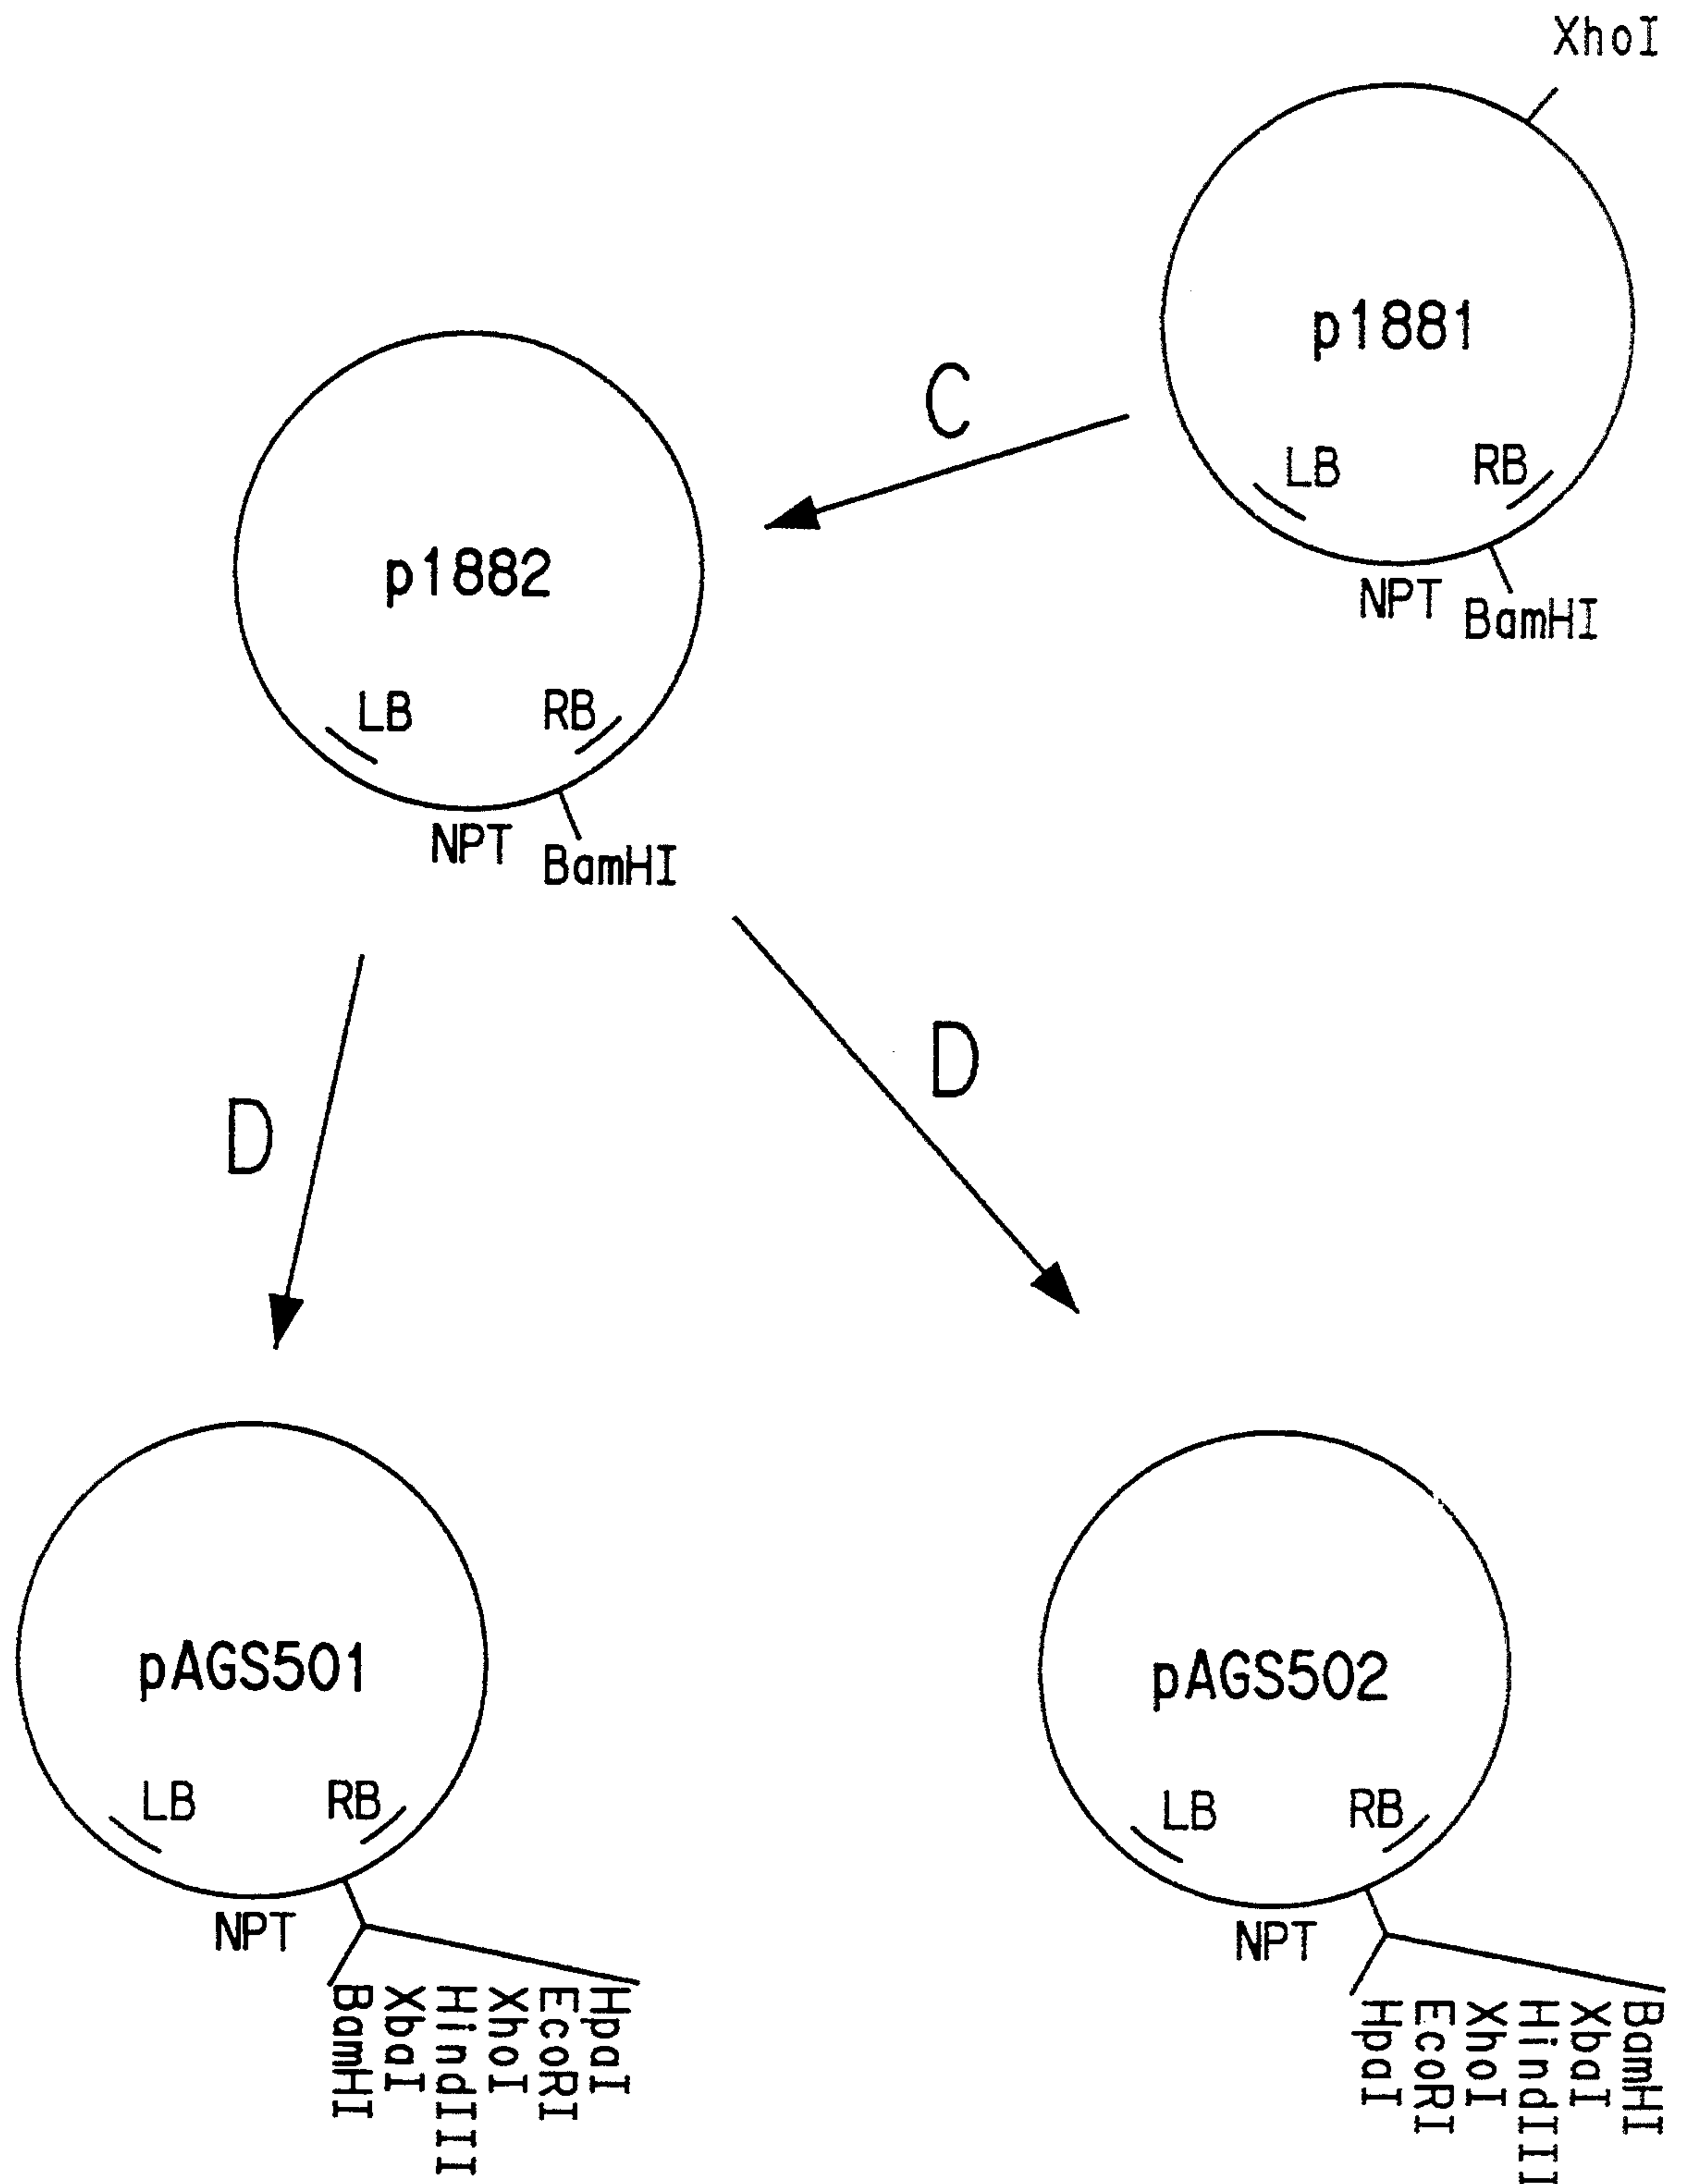 XhoI
p1881
LB
RB
NPT
BamHI
C
p1882
LB
RB
NPT
BamHI
D
D
pAGS501
LB
RB
NPT
BamHI
XbaI
HindIII
XhoI
EcoRI
HpaI
pAGS502
LB
RB
NPT
HpaI
EcoRI
XhoI
HindIII
XbaI
BamHI